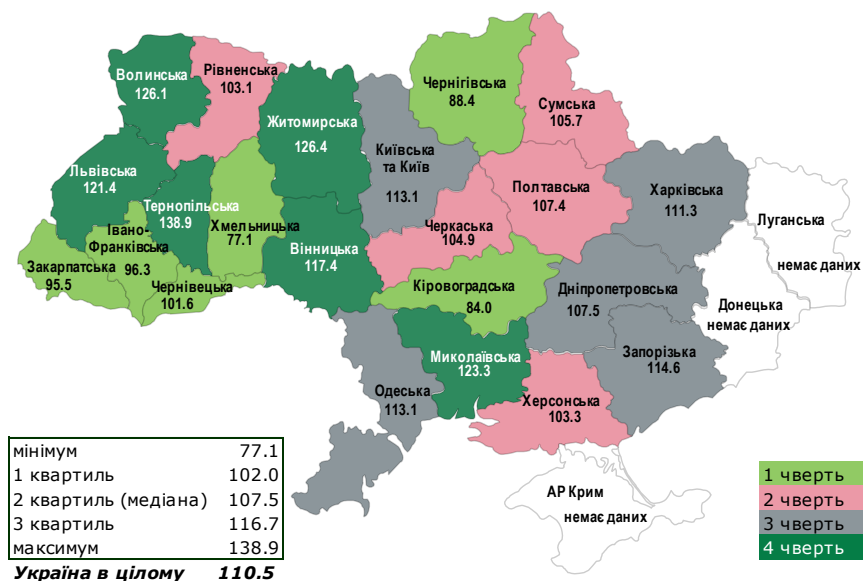 Волинська
126.1
Рівненська
103.1
Житомирська
126.4
Київська
та Київ
113.1
Чернігівська
88.4
Сумська
105.7
Львівська
121.4
Тернопільська
138.9
Хмельницька
77.1
Вінницька
117.4
Черкаська
104.9
Полтавська
107.4
Харківська
111.3
Луганська
немає даних
Івано-
Франківська
96.3
Закарпатська
95.5
Чернівецька
101.6
Кіровоградська
84.0
Дніпропетровська
107.5
Донецька
немає даних
Миколаївська
123.3
Запорізька
114.6
Одеська
113.1
Херсонська
103.3
АР Крим
немає даних
мінімум 77.1
1 квартиль 102.0
2 квартиль (медіана) 107.5
3 квартиль 116.7
максимум 138.9
Україна в цілому 110.5
1 чверть
2 чверть
3 чверть
4 чверть